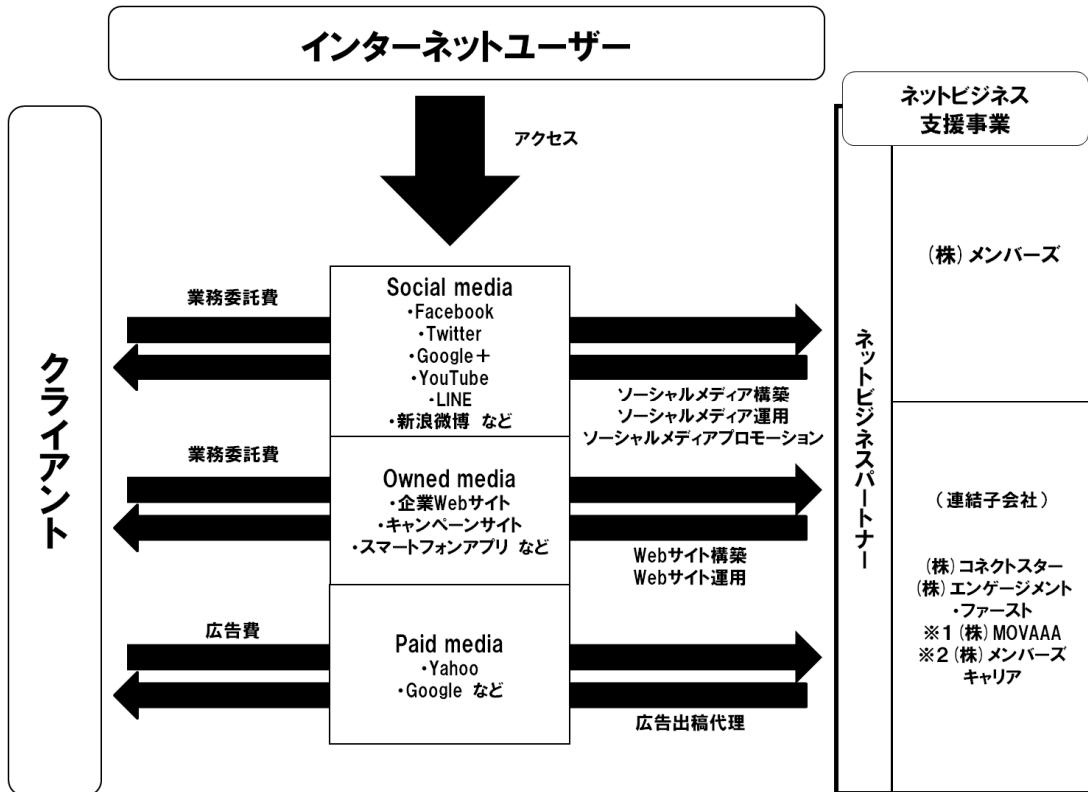 インターネットユーザー
アクセス
ネットビジネス
支援事業
クライアント
業務委託費
Social media
・Facebook
・Twitter
・Google＋
・YouTube
・LINE
・新浪微博 など
ソーシャルメディア構築
ソーシャルメディア運用
ソーシャルメディアプロモーション
業務委託費
Owned media
・企業Webサイト
・キャンペーンサイト
・スマートフォンアプリ など
Webサイト構築
Webサイト運用
広告費
Paid media
・Yahoo
・Google など
広告出稿代理
ネットビジネスパートナー
（株）メンバーズ
（連結子会社）
（株）コネクトスター
（株）エンゲージメント
・ファースト
※1（株）MOVAAA
※2（株）メンバーズ
キャリア